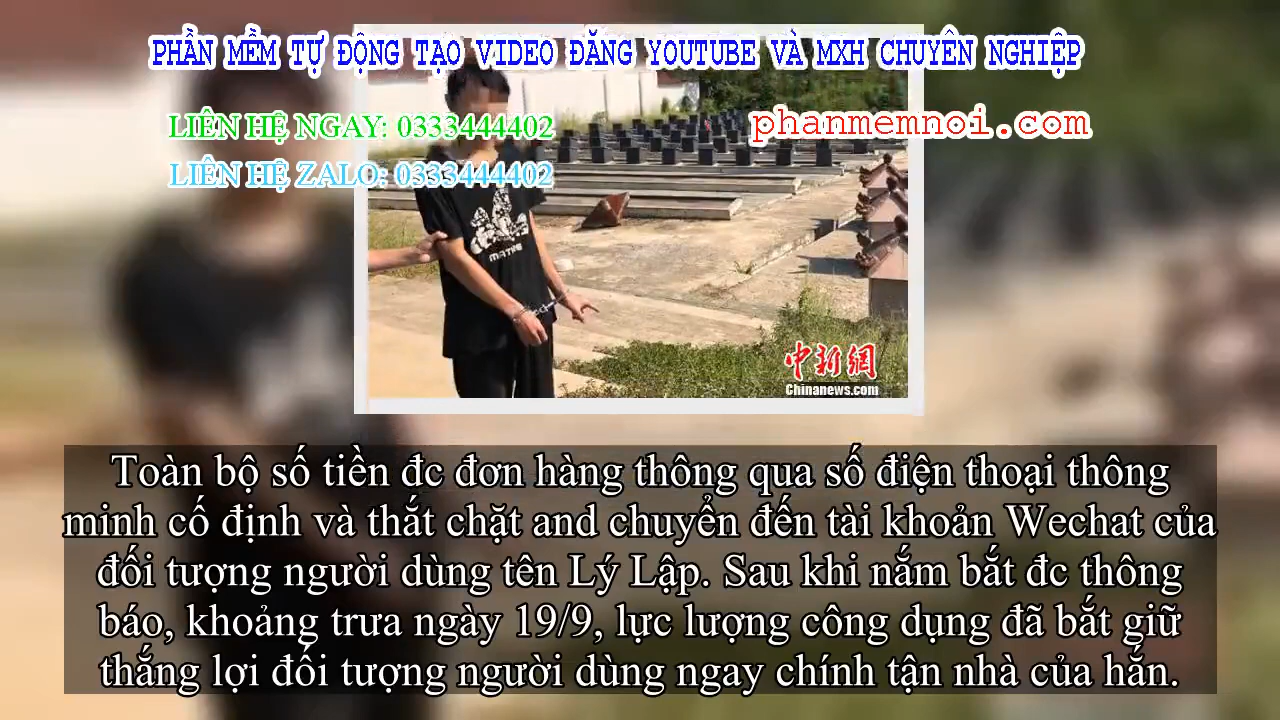 PHẦN MỀM TỰ ĐỘNG TẠO VIDEO ĐĂNG YOUTUBE VÀ MXH CHUYÊN NGHIỆP
LIÊN HỆ NGAY: 0333444402
phanmemnoi.com
LIÊN HỆ ZALO: 0333444402
中新網
Chinanews.com
Toàn bộ số tiền đc đơn hàng thông qua số điện thoại thông
minh cố định và thắt chặt and chuyển đến tài khoản Wechat của
đối tượng người dùng tên Lý Lập. Sau khi nắm bắt đc thông
báo, khoảng trưa ngày 19/9, lực lượng công dụng đã bắt giữ
thắng lợi đối tượng người dùng ngay chính tận nhà của hắn.